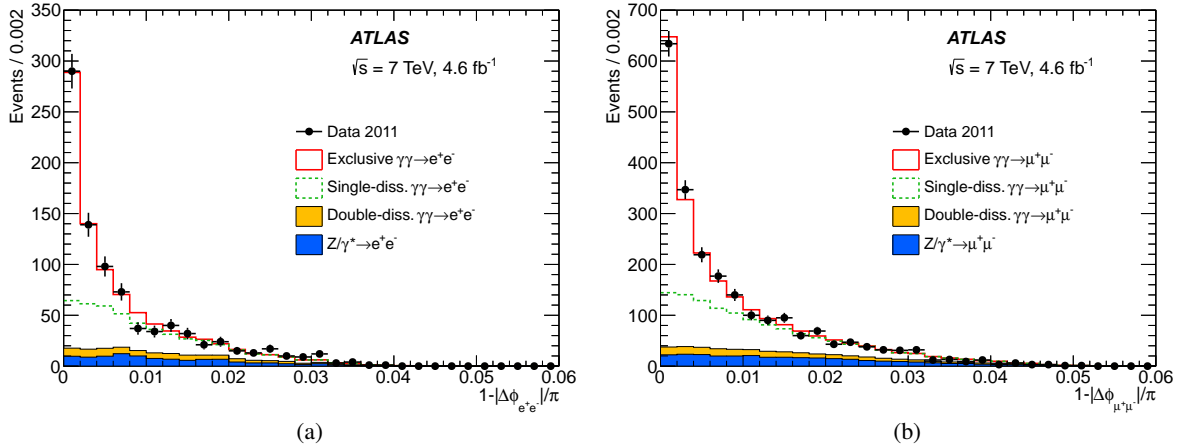 Events / 0.002
350
300
250
200
150
100
50
0
ATLAS
√s = 7 TeV, 4.6 fb⁻¹
Data 2011
Exclusive γγ→e⁺e⁻
Single-diss. γγ→e⁺e⁻
Double-diss. γγ→e⁺e⁻
Z/γ*→e⁺e⁻
0 0.01 0.02 0.03 0.04 0.05 0.06
1-|Δϕ_e⁺e⁻|/π
(a)
Events / 0.002
700
600
500
400
300
200
100
0
ATLAS
√s = 7 TeV, 4.6 fb⁻¹
Data 2011
Exclusive γγ→μ⁺μ⁻
Single-diss. γγ→μ⁺μ⁻
Double-diss. γγ→μ⁺μ⁻
Z/γ*→μ⁺μ⁻
0 0.01 0.02 0.03 0.04 0.05 0.06
1-|Δϕ_μ⁺μ⁻|/π
(b)